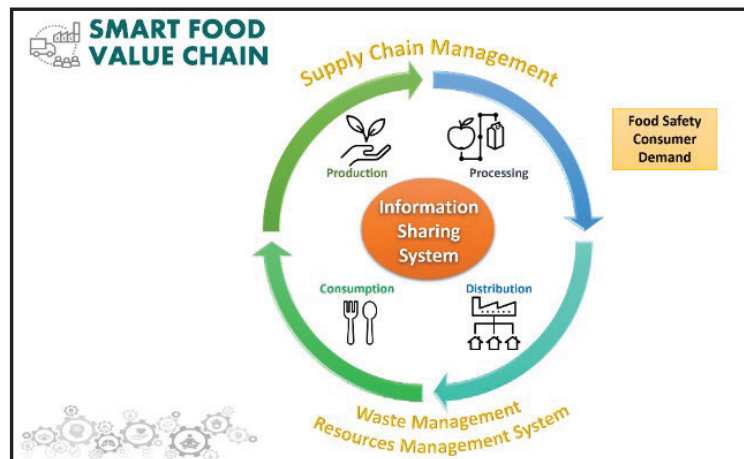 SMART FOOD
VALUE CHAIN
Supply Chain Management
Food Safety
Consumer
Demand
Production
Processing
Information
Sharing
System
Consumption
Distribution
Waste Management
Resources Management System